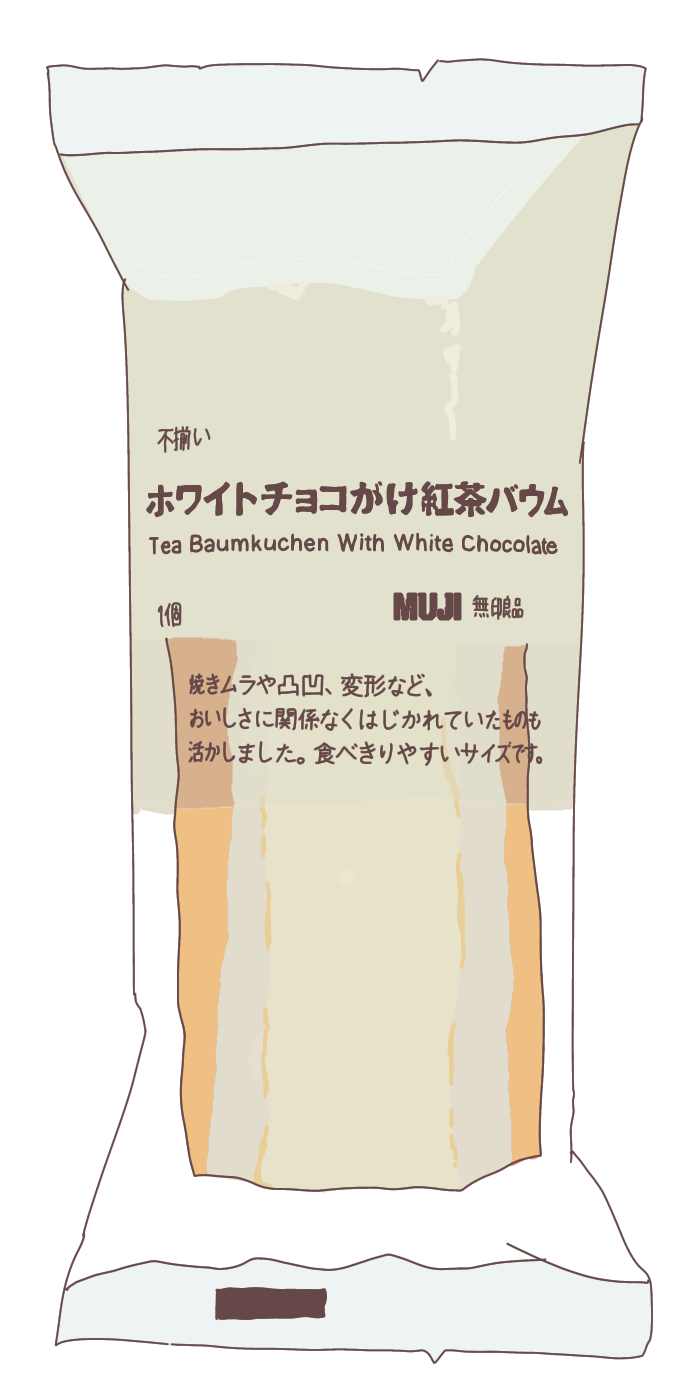 不揃い
ホワイトチョコがけ紅茶バウム
Tea Baumkuchen With White Chocolate
1個
MUJI 無印良品
焼きムラや凸凹、変形など、
おいしさに関係なくはじかれていたものも
活かしました。食べきりやすいサイズです。